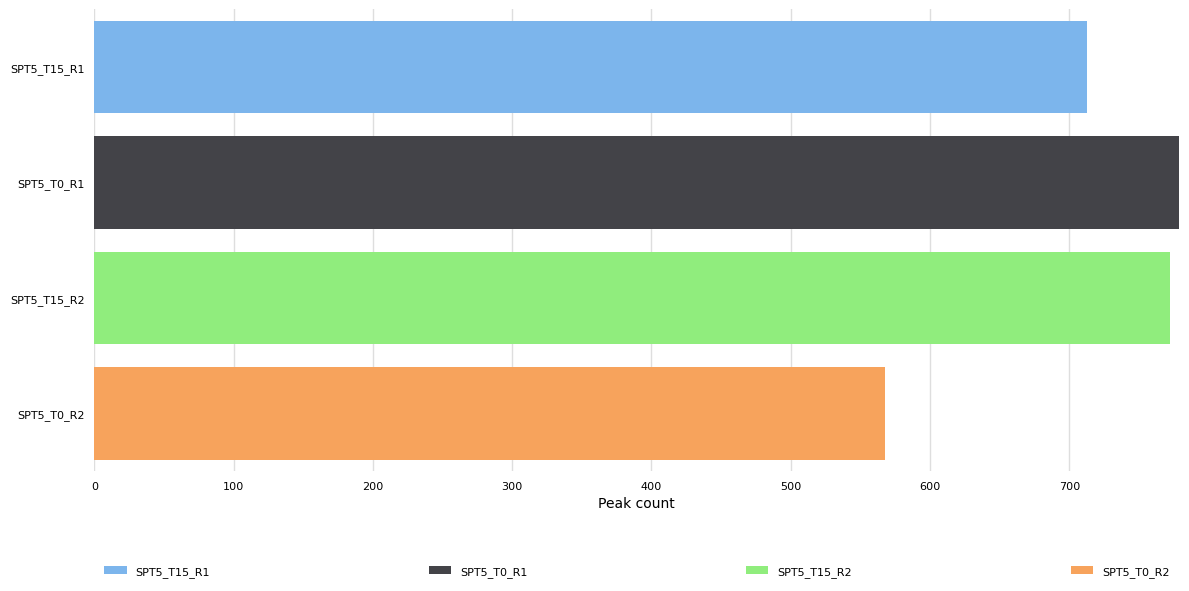 SPT5_T15_R1
SPT5_T0_R1
SPT5_T15_R2
SPT5_T0_R2
0 100 200 300 400 500 600 700
Peak count
SPT5_T15_R1 SPT5_T0_R1 SPT5_T15_R2 SPT5_T0_R2